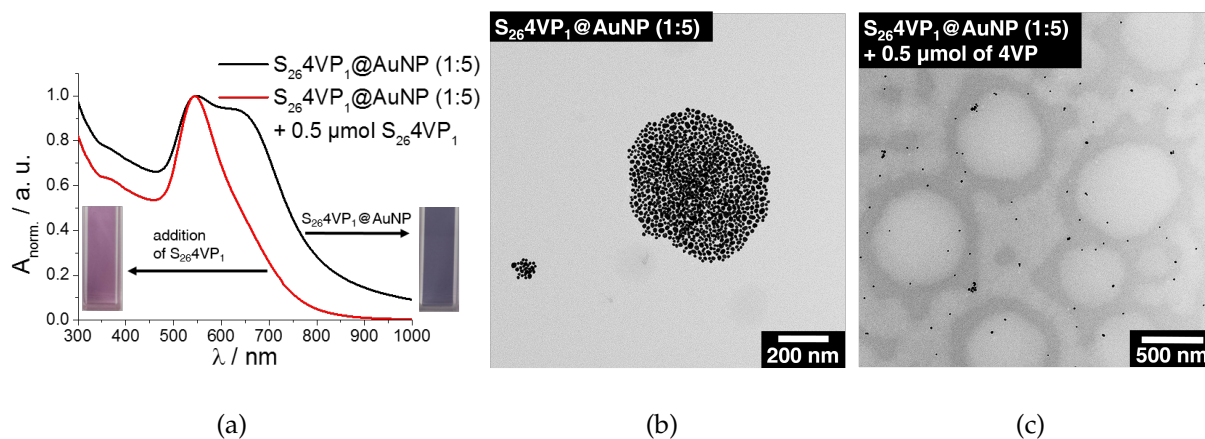 S₂₆4VP₁@AuNP (1:5)
S₂₆4VP₁@AuNP (1:5)
+ 0.5 µmol S₂₆4VP₁
1.0
0.8
0.6
0.4
0.2
0.0
A_norm. / a. u.
S₂₆4VP₁@AuNP
addition
of S₂₆4VP₁
300 400 500 600 700 800 900 1000
λ / nm
(a)
S₂₆4VP₁@AuNP (1:5)
200 nm
(b)
S₂₆4VP₁@AuNP (1:5)
+ 0.5 µmol of 4VP
500 nm
(c)